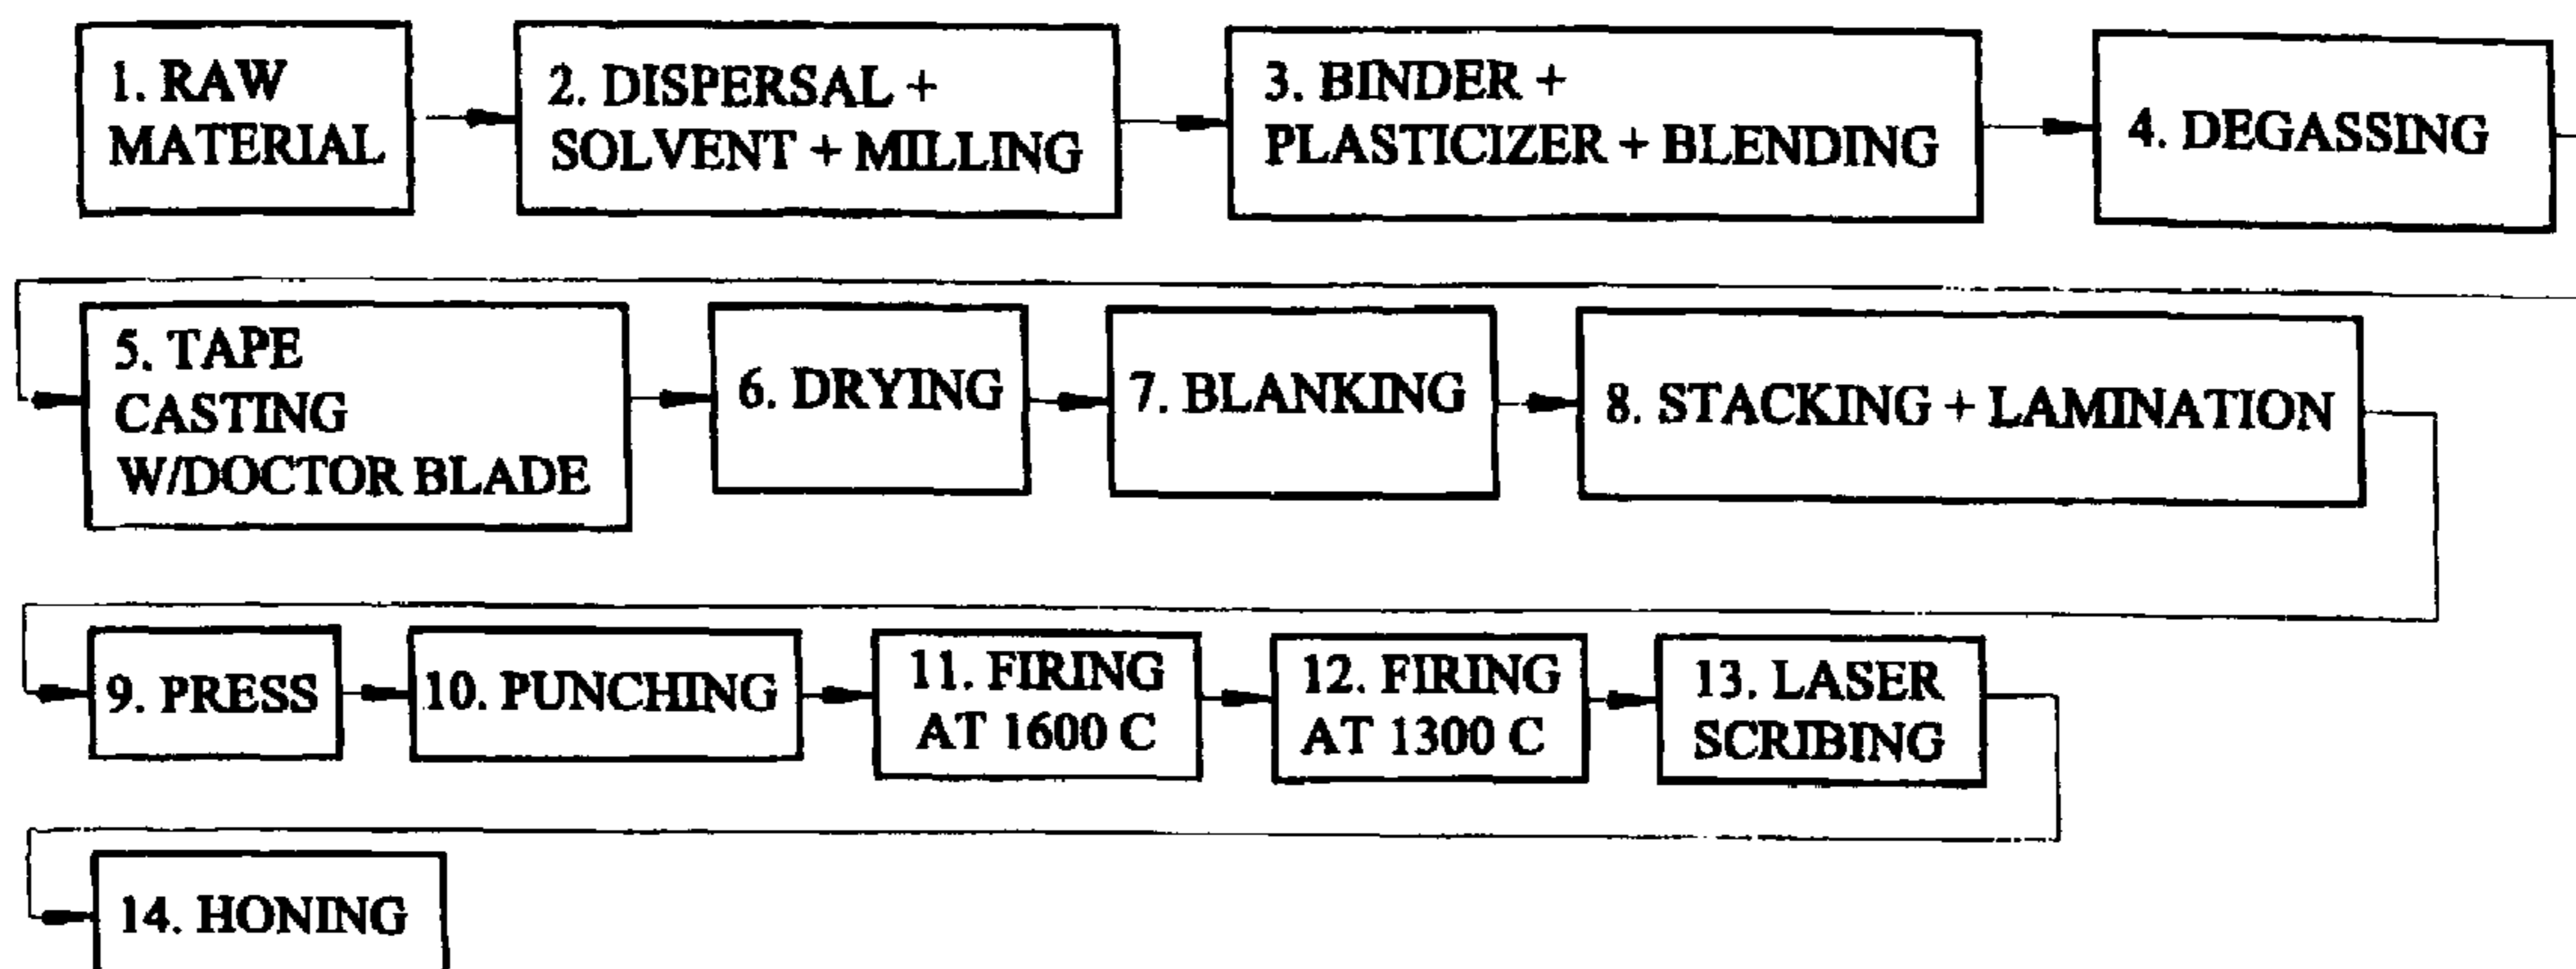 1. RAW
MATERIAL
2. DISPERSAL +
SOLVENT + MILLING
3. BINDER +
PLASTICIZER + BLENDING
4. DEGASSING
5. TAPE
CASTING
W/DOCTOR BLADE
6. DRYING
7. BLANKING
8. STACKING + LAMINATION
9. PRESS
10. PUNCHING
11. FIRING
AT 1600 C
12. FIRING
AT 1300 C
13. LASER
SCRIBING
14. HONING